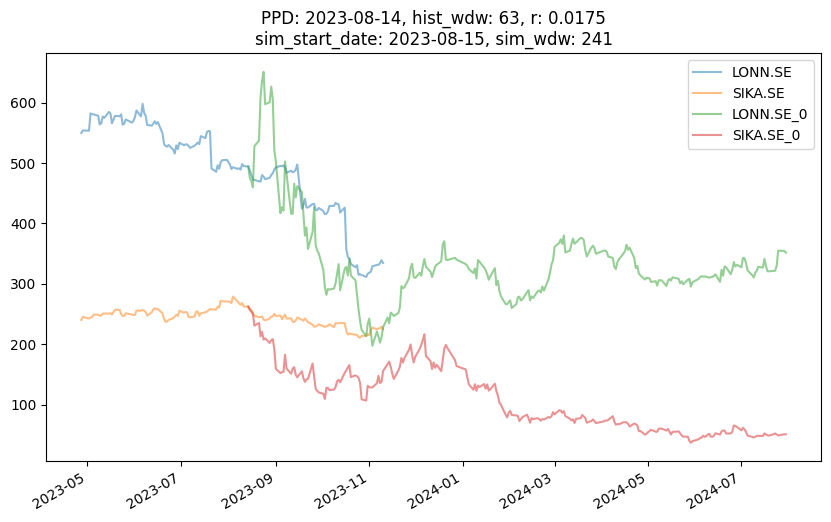 PPD: 2023-08-14, hist_wdw: 63, r: 0.0175
sim_start_date: 2023-08-15, sim_wdw: 241
LONN.SE
SIKA.SE
LONN.SE_0
SIKA.SE_0
600
500
400
300
200
100
2023-05
2023-07
2023-09
2023-11
2024-01
2024-03
2024-05
2024-07